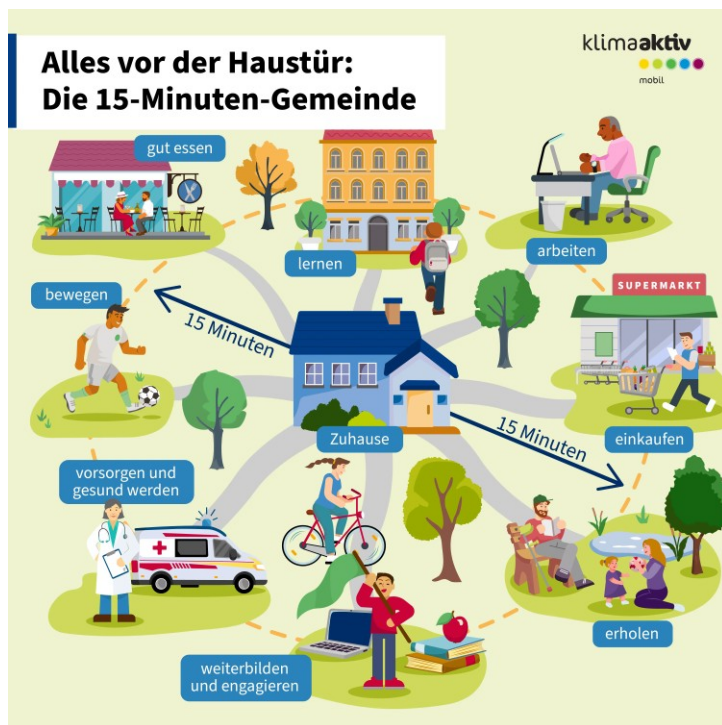 Alles vor der Haustür:
Die 15-Minuten-Gemeinde
klimaaktiv
mobil
gut essen
lernen
arbeiten
bewegen
15 Minuten
SUPERMARKT
einkaufen
Zuhause
15 Minuten
vorsorgen und
gesund werden
erholen
weiterbilden
und engagieren